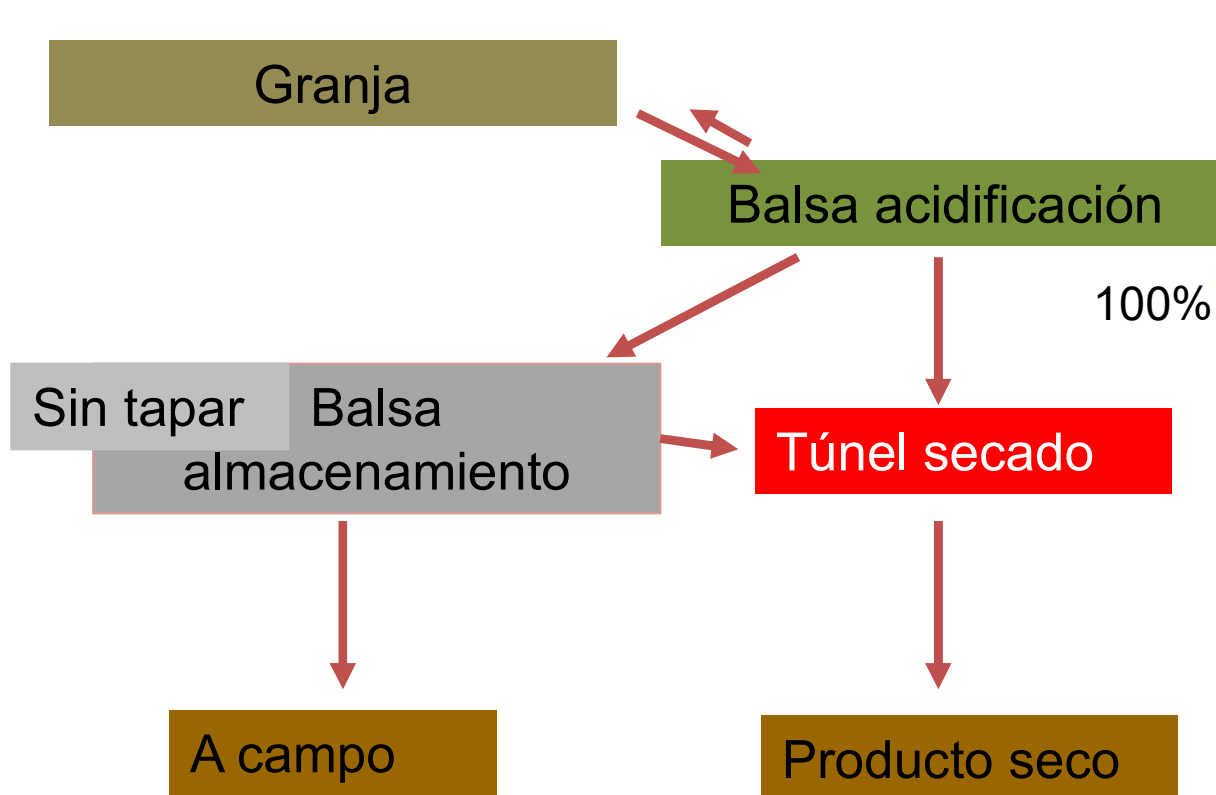 Granja
Balsa acidificación
100%
Sin tapar
Balsa
almacenamiento
Túnel secado
A campo
Producto seco